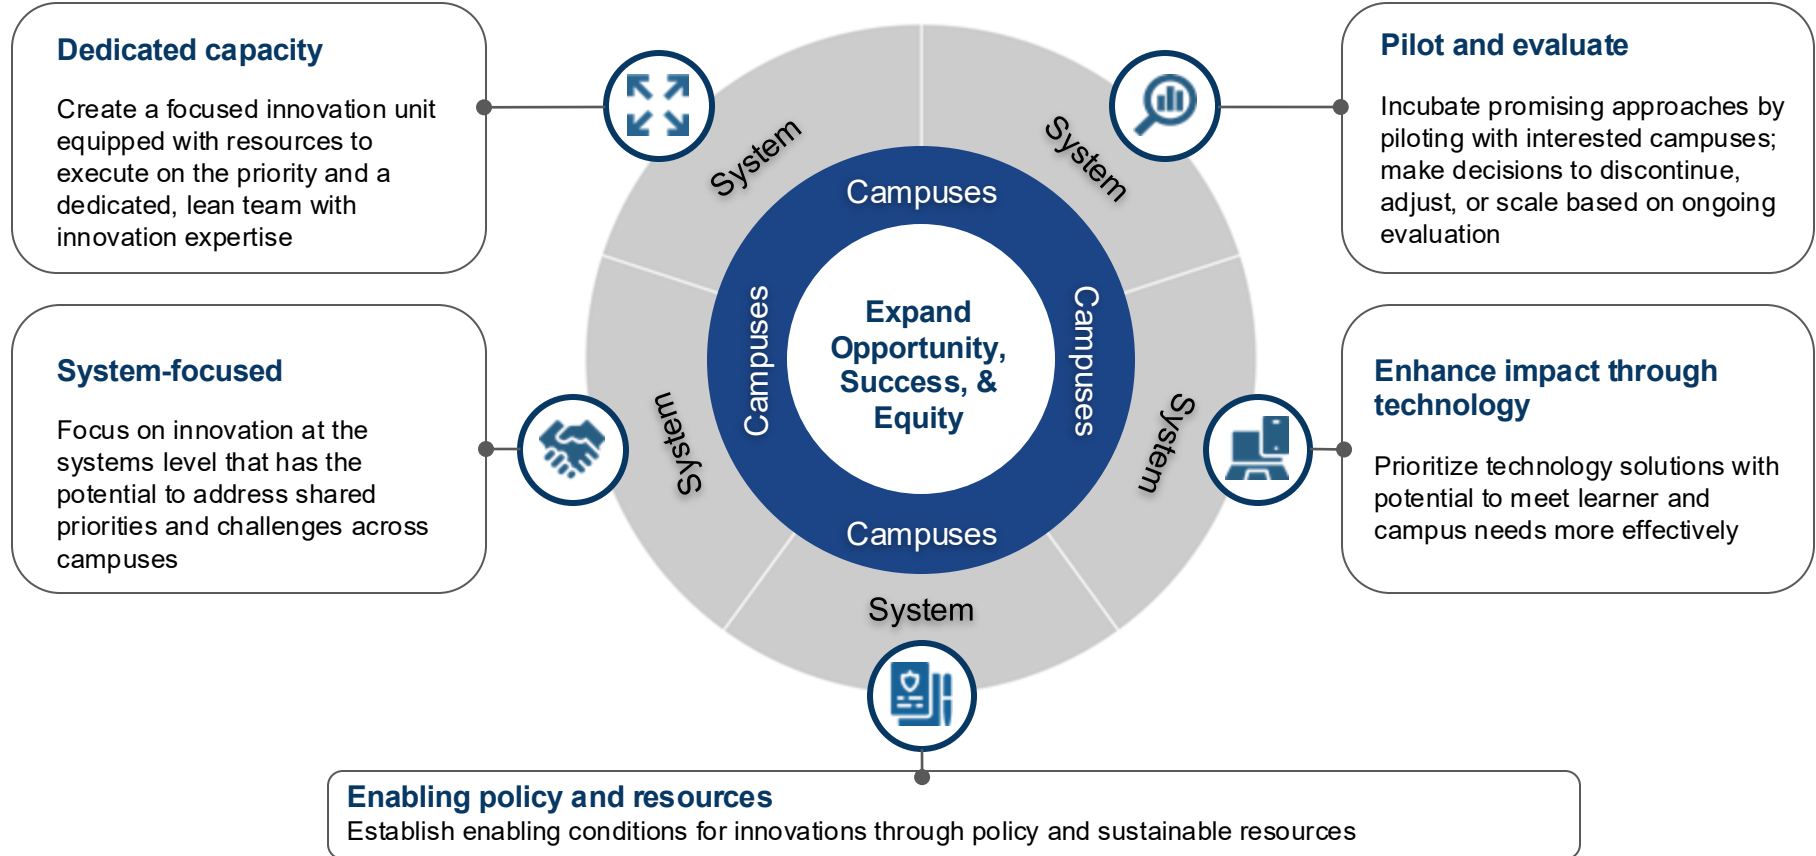 Dedicated capacity
Create a focused innovation unit
equipped with resources to
execute on the priority and a
dedicated, lean team with
innovation expertise
System-focused
Focus on innovation at the
systems level that has the
potential to address shared
priorities and challenges across
campuses
System
System
System
System
System
Campuses
Campuses
Campuses
Campuses
Expand
Opportunity,
Success, &
Equity
Pilot and evaluate
Incubate promising approaches by
piloting with interested campuses;
make decisions to discontinue,
adjust, or scale based on ongoing
evaluation
Enhance impact through
technology
Prioritize technology solutions with
potential to meet learner and
campus needs more effectively
Enabling policy and resources
Establish enabling conditions for innovations through policy and sustainable resources